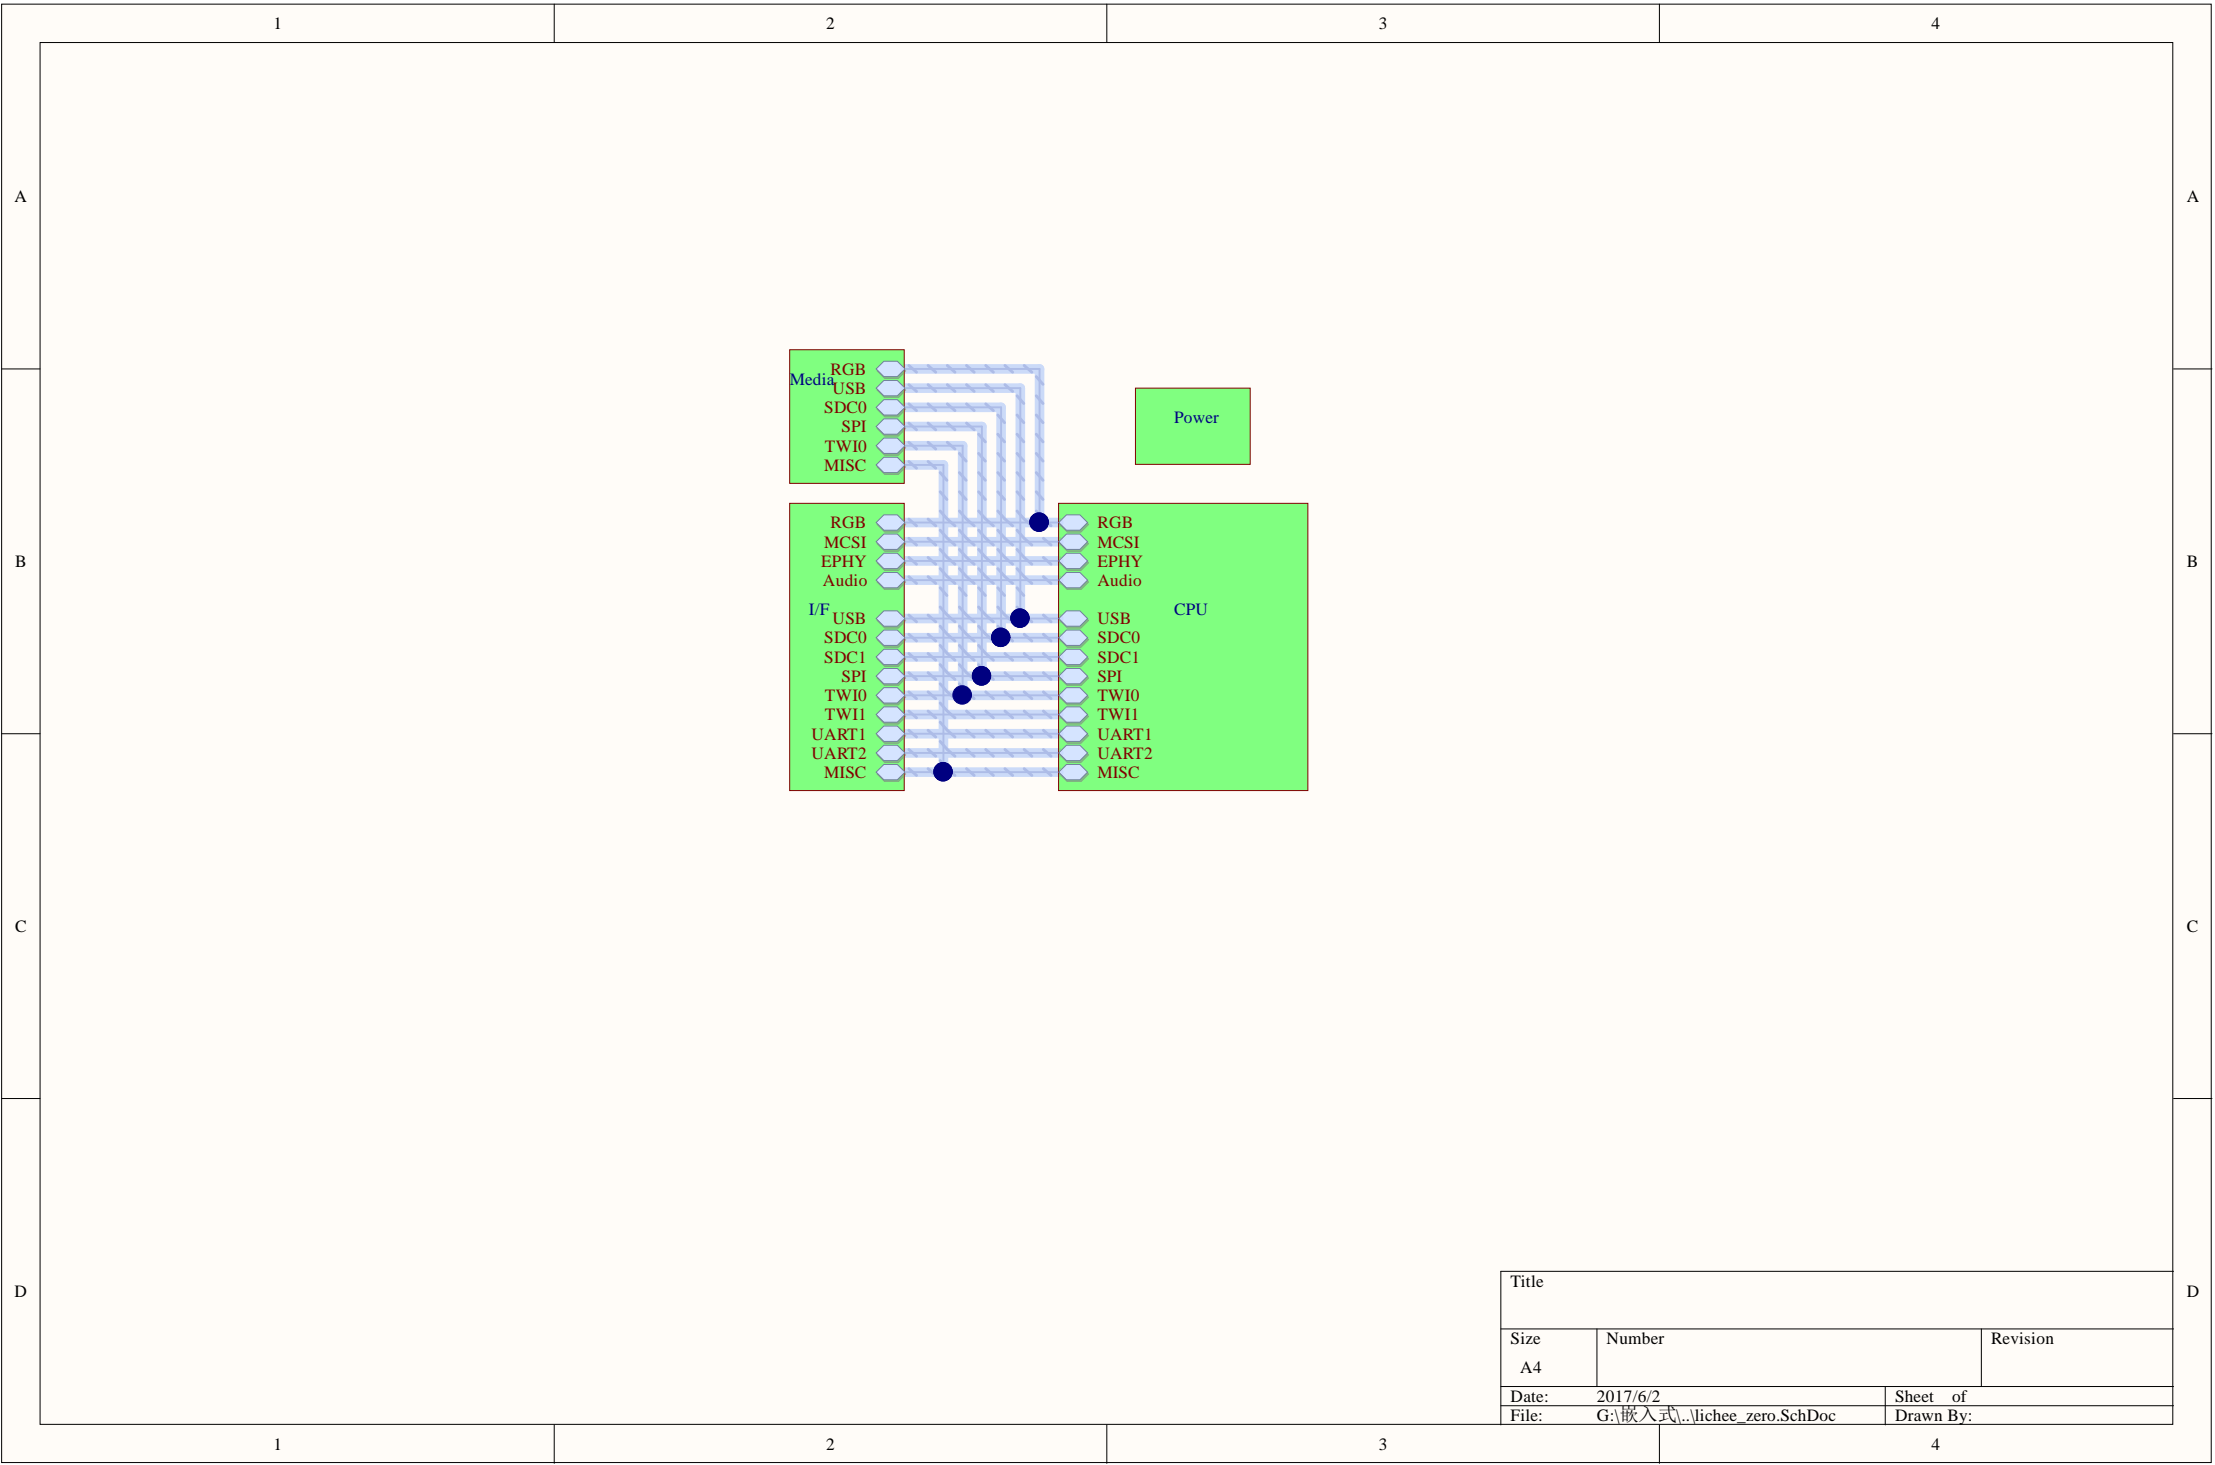 1 2 3 4
A A
RGB
Media
USB
SDC0
SPI
TWI0
MISC
Power
RGB RGB
MCSI MCSI
EPHY EPHY
Audio Audio
B B
I/F CPU
USB USB
SDC0 SDC0
SDC1 SDC1
SPI SPI
TWI0 TWI0
TWI1 TWI1
UART1 UART1
UART2 UART2
MISC MISC
C C
D D
Title
Size Number Revision
A4
Date: 2017/6/2 Sheet of
File: G:\嵌入式\..\lichee_zero.SchDoc Drawn By:
1 2 3 4